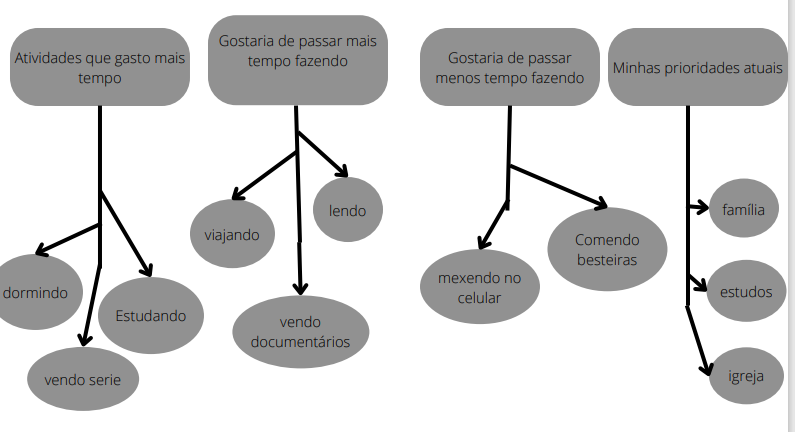 Atividades que gasto mais
tempo
Gostaria de passar mais
tempo fazendo
Gostaria de passar
menos tempo fazendo
Minhas prioridades atuais
dormindo
Estudando
vendo serie
viajando
lendo
vendo
documentários
mexendo no
celular
Comendo
besteiras
família
estudos
igreja